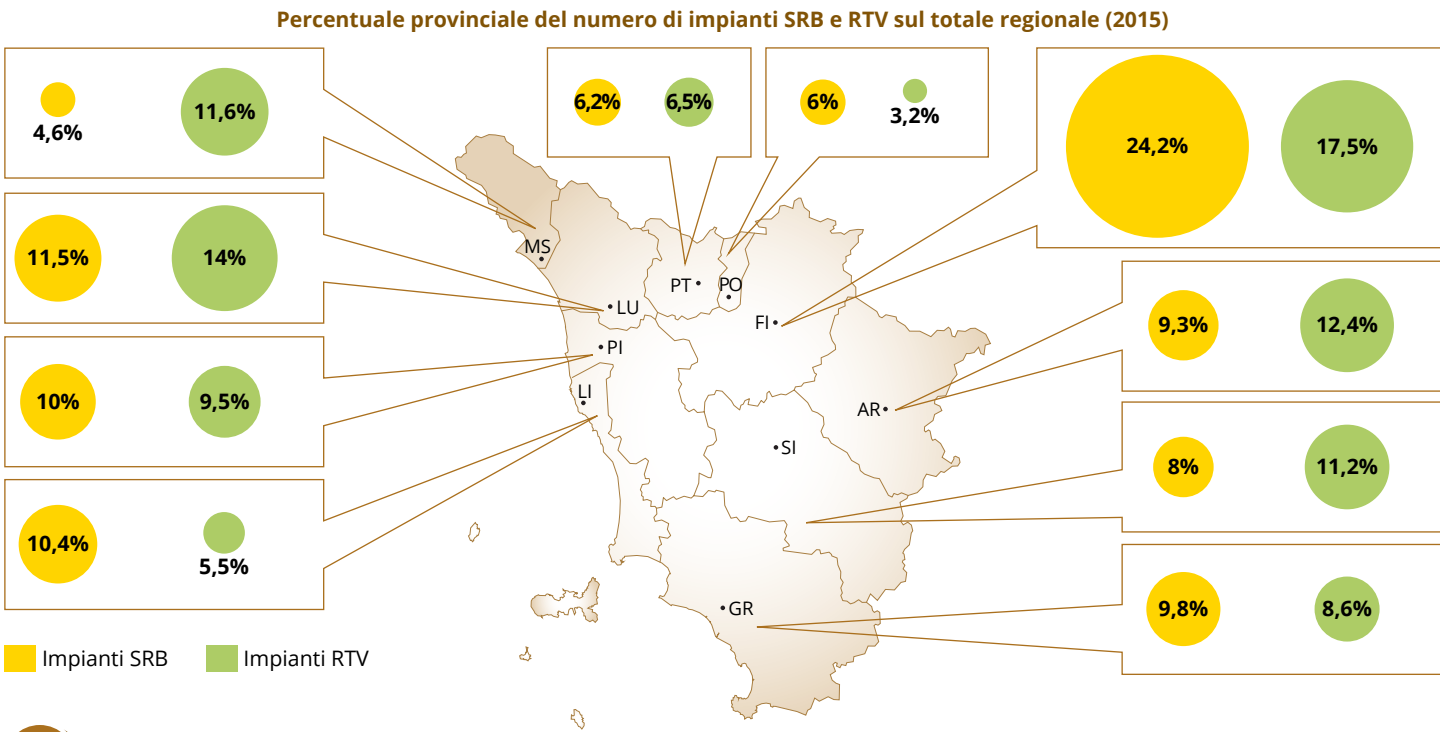 Percentuale provinciale del numero di impianti SRB e RTV sul totale regionale (2015)
4,6%
11,6%
6,2%
6,5%
6%
3,2%
24,2%
17,5%
11,5%
14%
10%
9,5%
10,4%
5,5%
9,3%
12,4%
8%
11,2%
9,8%
8,6%
MS
LU
PT
PO
FI
PI
LI
AR
SI
GR
Impianti SRB
Impianti RTV